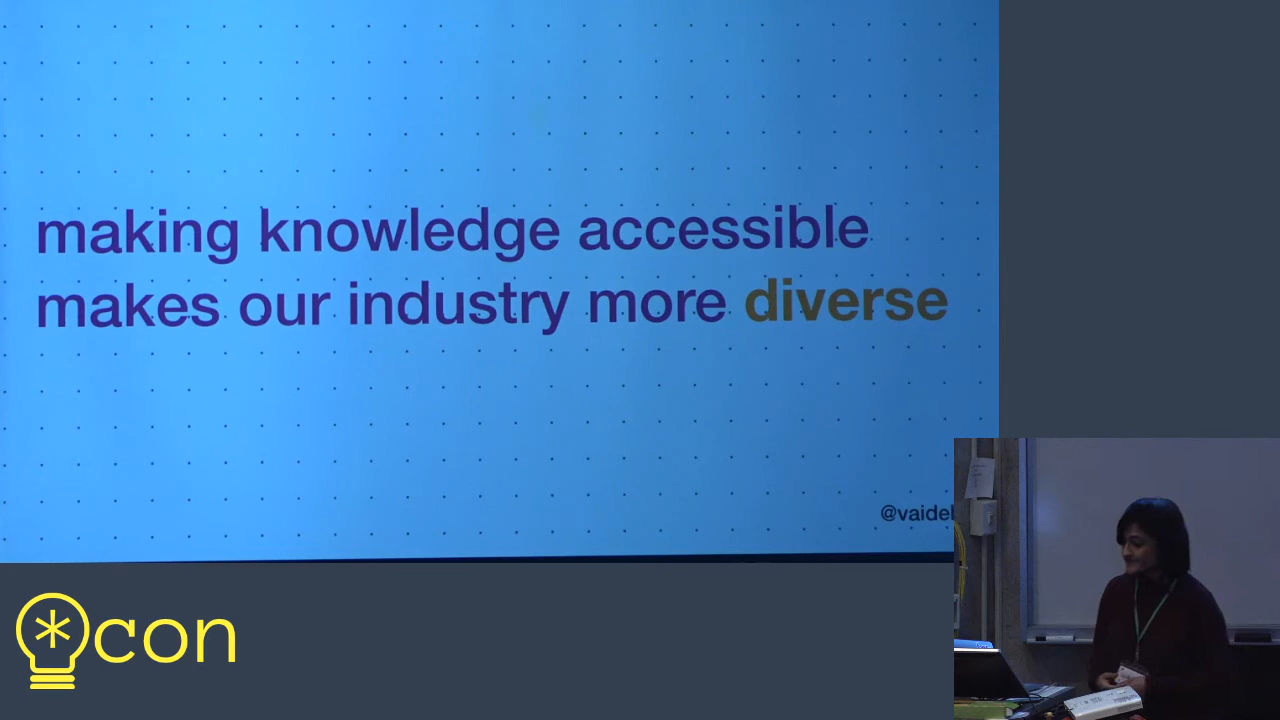 making knowledge accessible
makes our industry more diverse
*con